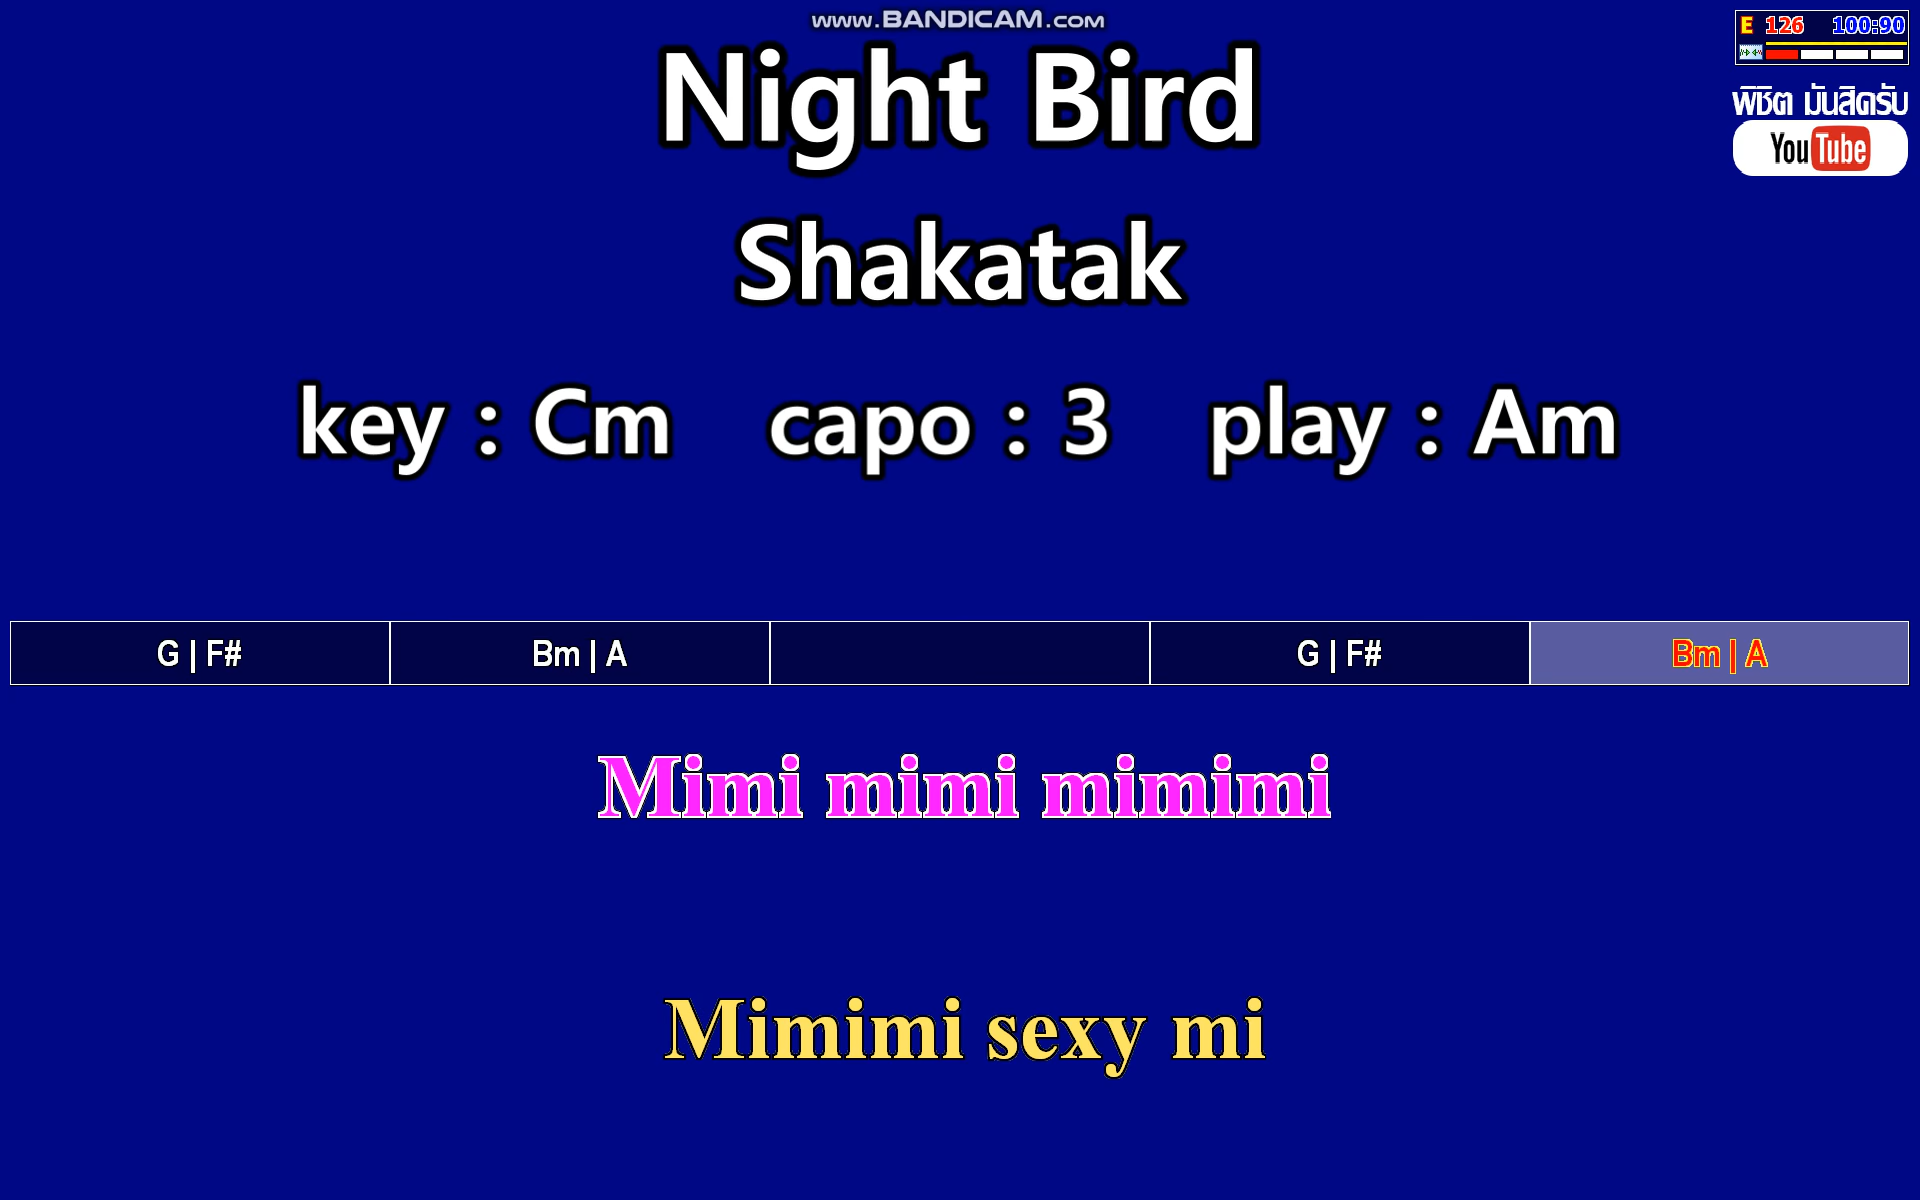 www.BANDICAM.com
E 126 100:90
Night Bird
พิชิต มันสิครับ
YouTube
Shakatak
key : Cm capo : 3 play : Am
G | F# Bm | A G | F# Bm | A
Mimi mimi mimimi
Mimimi sexy mi